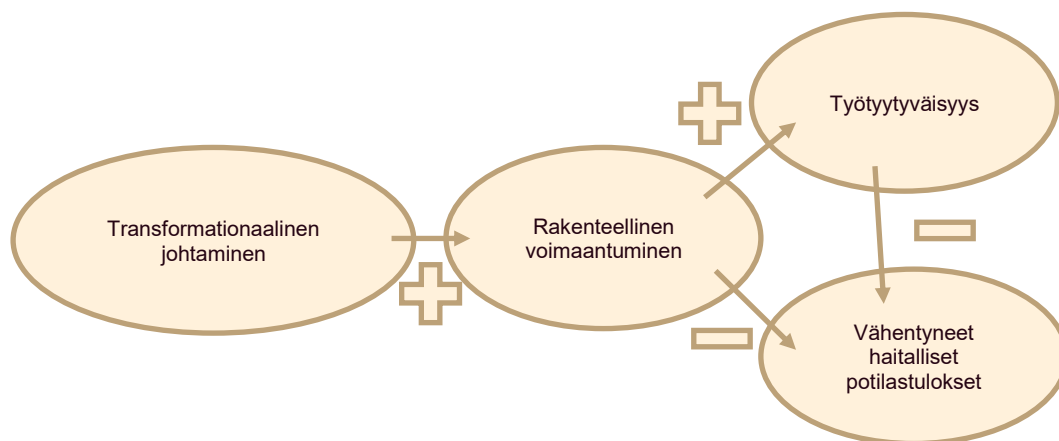 Transformationaalinen
johtaminen
Rakenteellinen
voimaantuminen
Työtyytyväisyys
Vähentyneet
haitalliset
potilastulokset